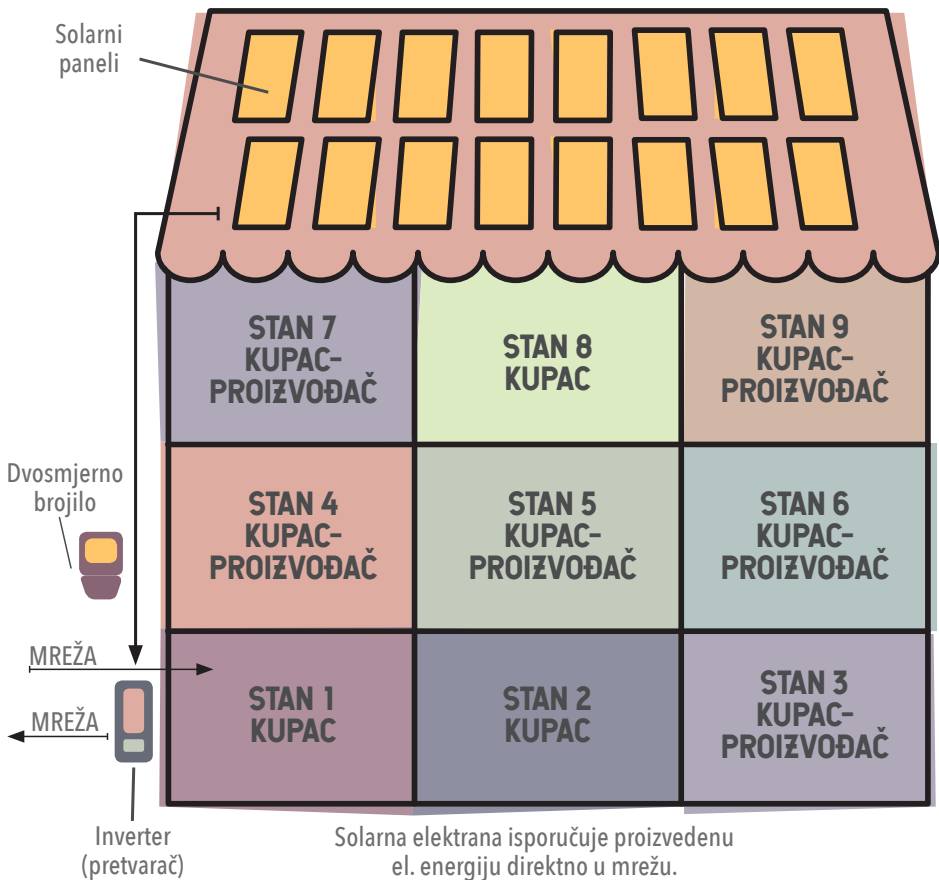 Solarni
paneli
STAN 7
KUPAC-
PROIZVOĐAČ
STAN 8
KUPAC
STAN 9
KUPAC-
PROIZVOĐAČ
Dvosmjerno
brojilo
STAN 4
KUPAC-
PROIZVOĐAČ
STAN 5
KUPAC-
PROIZVOĐAČ
STAN 6
KUPAC-
PROIZVOĐAČ
MREŽA
MREŽA
STAN 1
KUPAC
STAN 2
KUPAC
STAN 3
KUPAC-
PROIZVOĐAČ
Inverter
(pretvarač)
Solarna elektrana isporučuje proizvedenu
el. energiju direktno u mrežu.